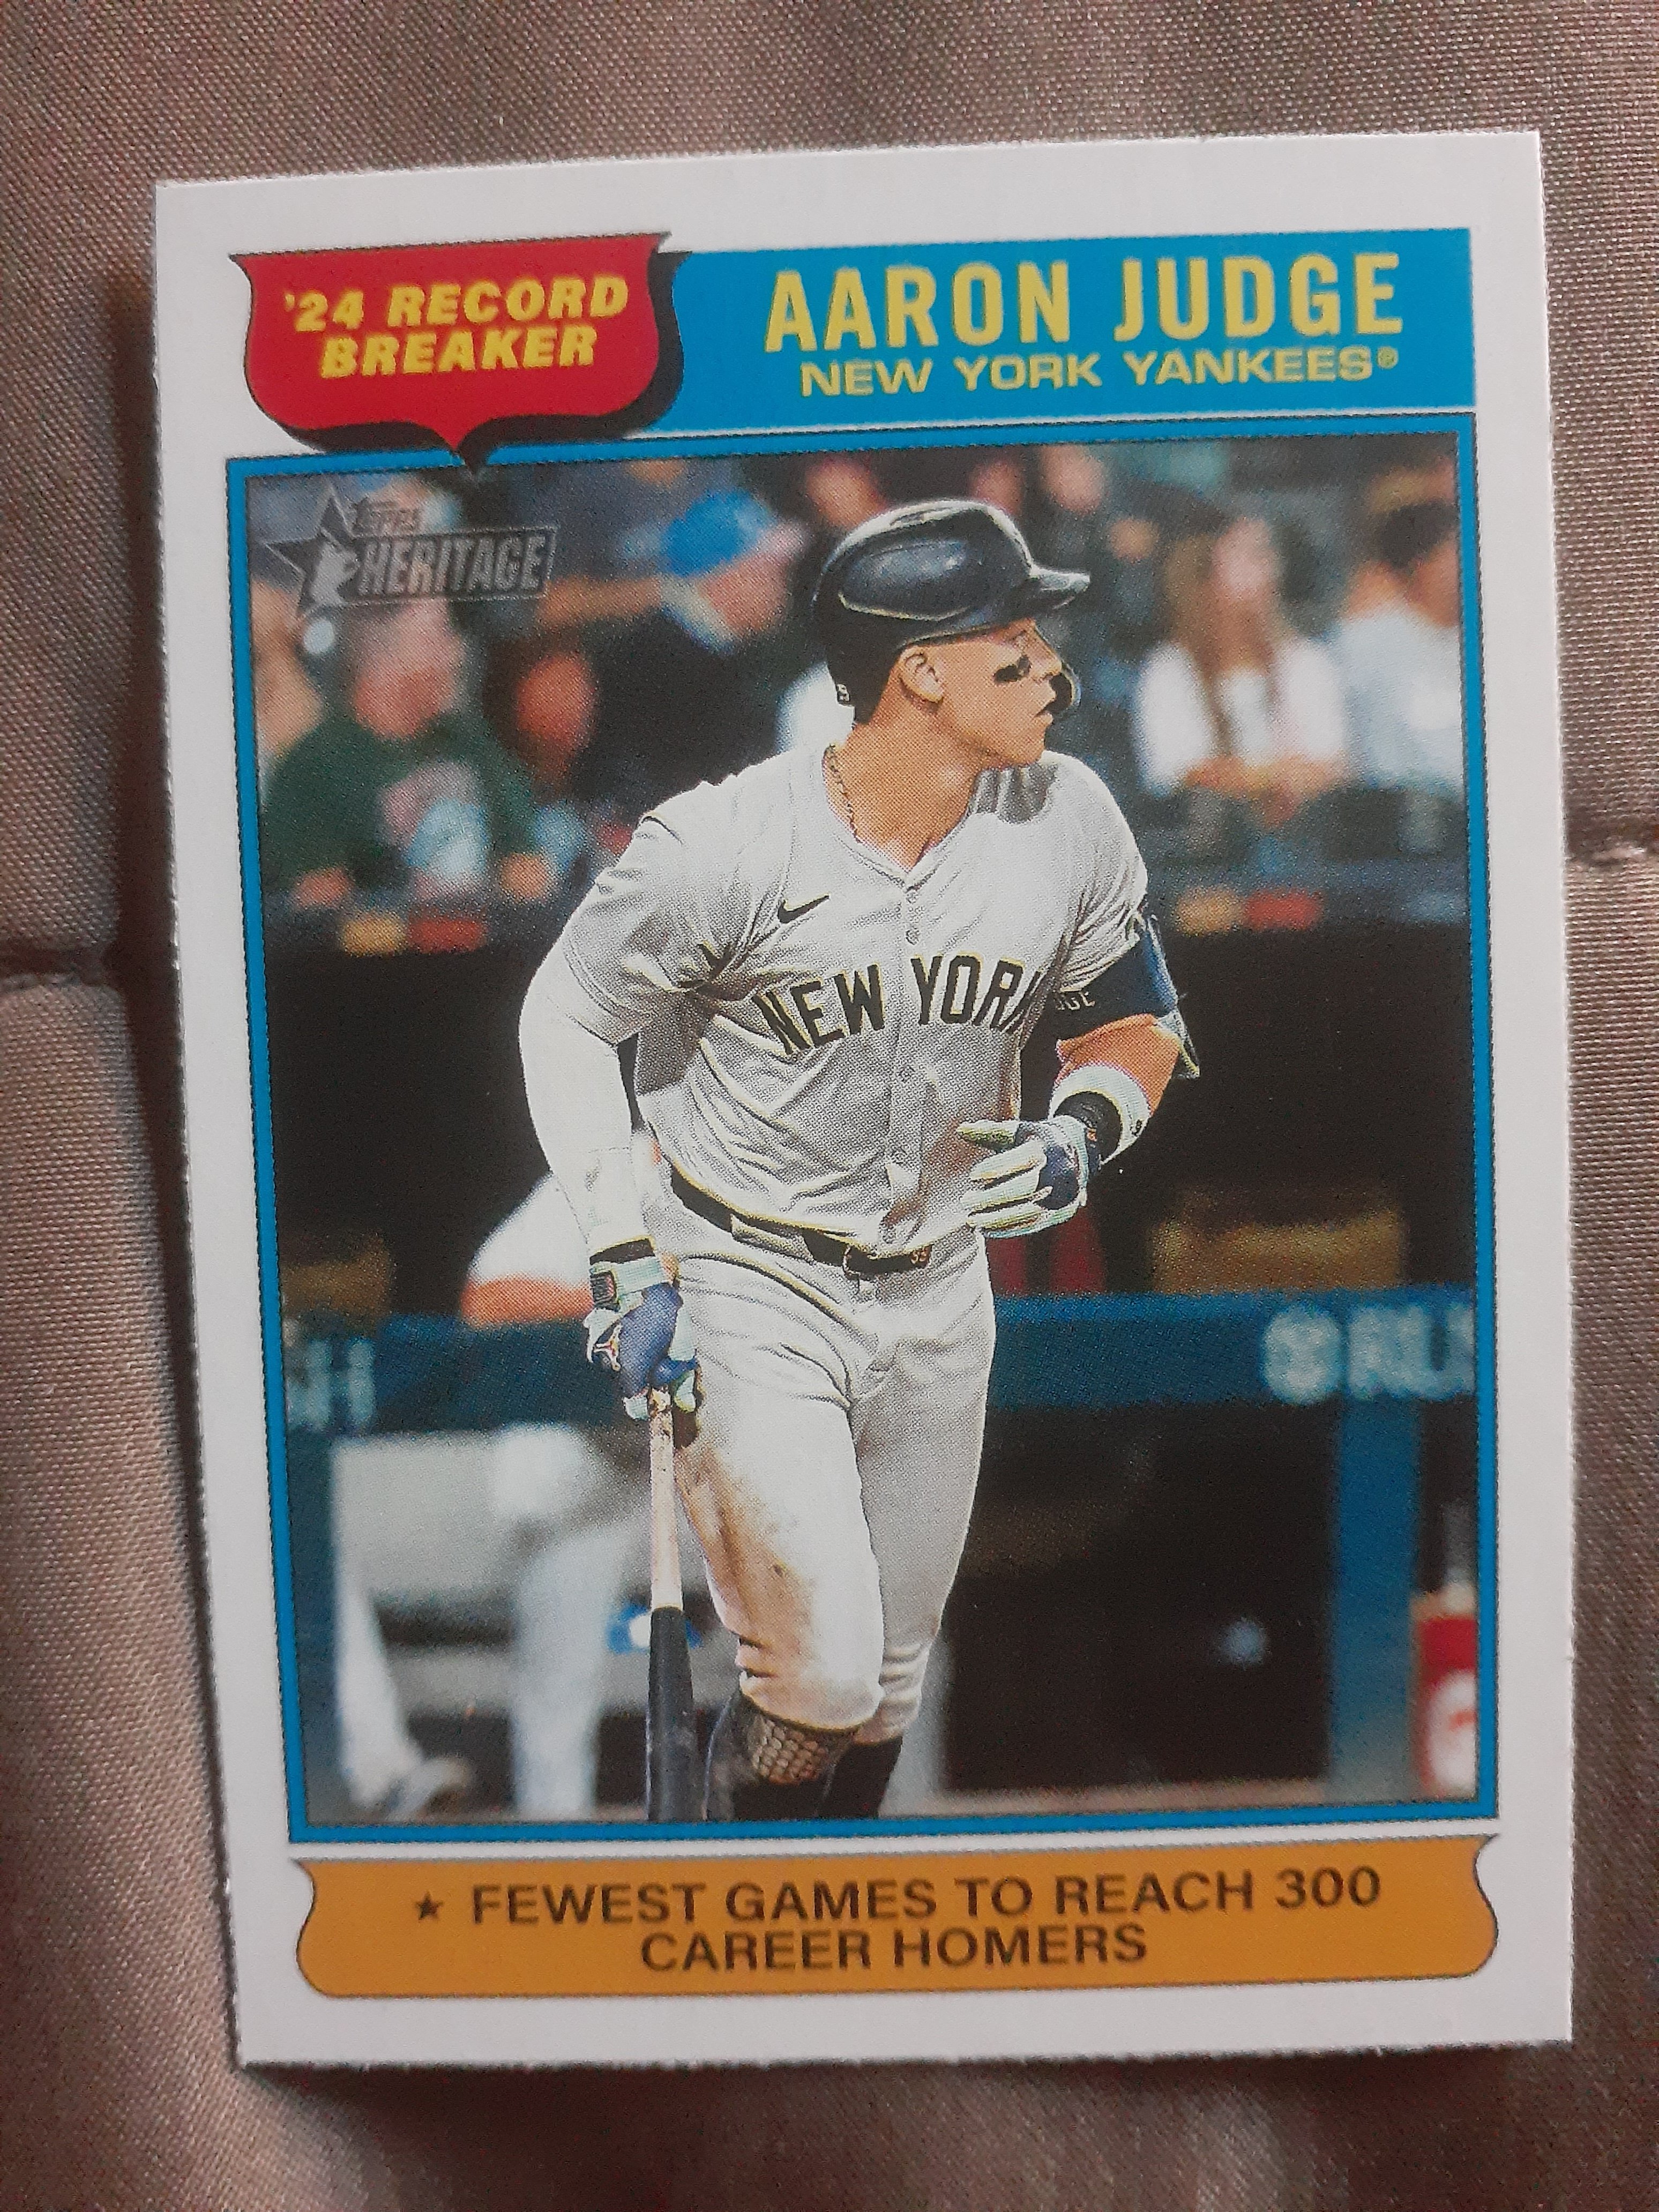 '24 RECORD
BREAKER
AARON JUDGE
NEW YORK YANKEES®
TOPPS
HERITAGE
NEW YORK
★ FEWEST GAMES TO REACH 300
CAREER HOMERS